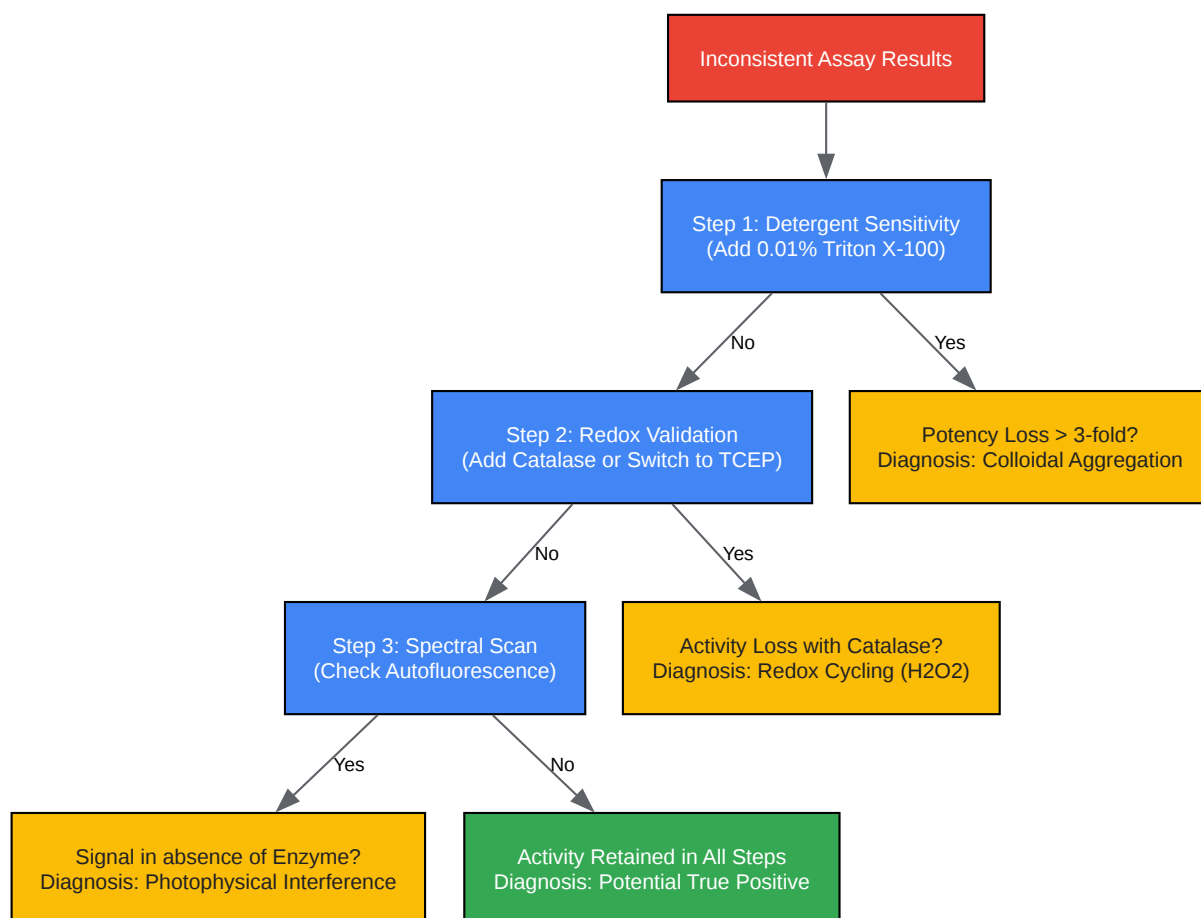 Inconsistent Assay Results
Step 1: Detergent Sensitivity
(Add 0.01% Triton X-100)
No
Yes
Step 2: Redox Validation
(Add Catalase or Switch to TCEP)
Potency Loss > 3-fold?
Diagnosis: Colloidal Aggregation
No
Yes
Step 3: Spectral Scan
(Check Autofluorescence)
Activity Loss with Catalase?
Diagnosis: Redox Cycling (H2O2)
Yes
No
Signal in absence of Enzyme?
Diagnosis: Photophysical Interference
Activity Retained in All Steps
Diagnosis: Potential True Positive